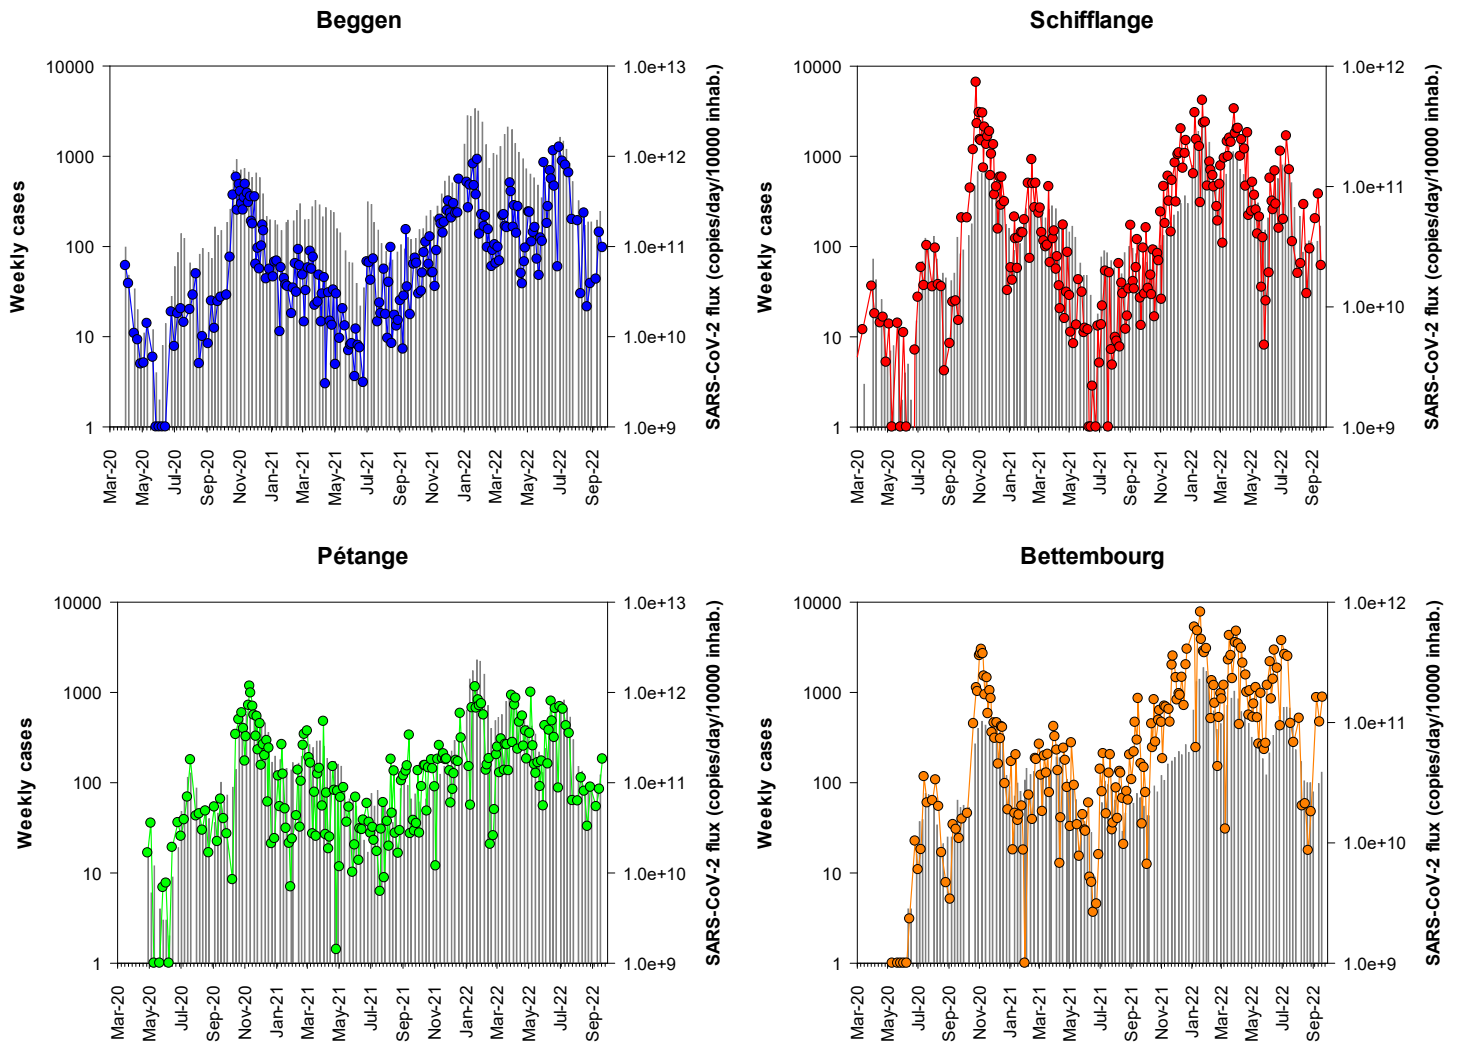 Beggen
Weekly cases
10000
1000
100
10
1
1.0e+13
1.0e+12
1.0e+11
1.0e+10
1.0e+9
SARS-CoV-2 flux (copies/day/10000 inhab.)
Mar-20
May-20
Jul-20
Sep-20
Nov-20
Jan-21
Mar-21
May-21
Jul-21
Sep-21
Nov-21
Jan-22
Mar-22
May-22
Jul-22
Sep-22
Schifflange
Weekly cases
10000
1000
100
10
1
1.0e+12
1.0e+11
1.0e+10
1.0e+9
SARS-CoV-2 flux (copies/day/10000 inhab.)
Mar-20
May-20
Jul-20
Sep-20
Nov-20
Jan-21
Mar-21
May-21
Jul-21
Sep-21
Nov-21
Jan-22
Mar-22
May-22
Jul-22
Sep-22
Pétange
Weekly cases
10000
1000
100
10
1
1.0e+13
1.0e+12
1.0e+11
1.0e+10
1.0e+9
SARS-CoV-2 flux (copies/day/10000 inhab.)
Mar-20
May-20
Jul-20
Sep-20
Nov-20
Jan-21
Mar-21
May-21
Jul-21
Sep-21
Nov-21
Jan-22
Mar-22
May-22
Jul-22
Sep-22
Bettembourg
Weekly cases
10000
1000
100
10
1
1.0e+12
1.0e+11
1.0e+10
1.0e+9
SARS-CoV-2 flux (copies/day/10000 inhab.)
Mar-20
May-20
Jul-20
Sep-20
Nov-20
Jan-21
Mar-21
May-21
Jul-21
Sep-21
Nov-21
Jan-22
Mar-22
May-22
Jul-22
Sep-22